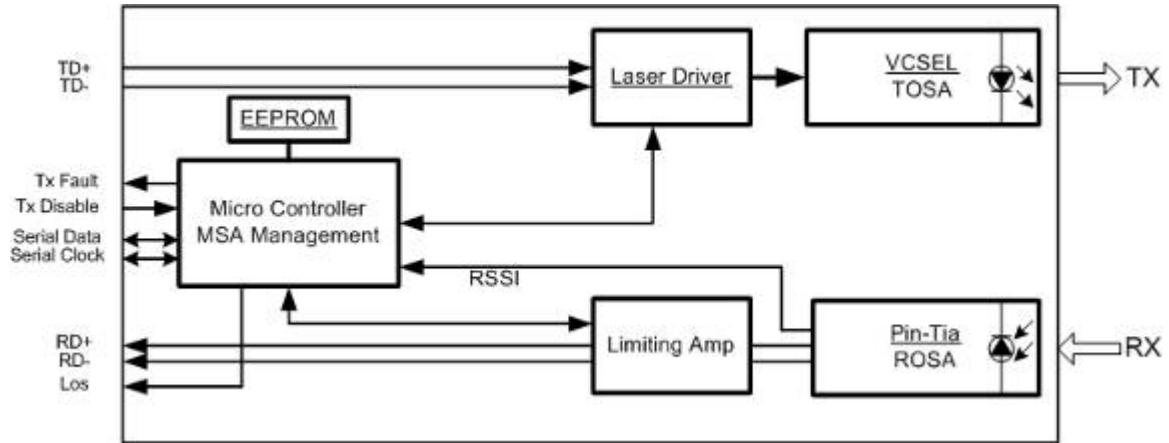 TD+
TD-
Laser Driver
VCSEL
TOSA
TX
EEPROM
Tx Fault
Tx Disable
Serial Data
Serial Clock
Micro Controller
MSA Management
RSSI
RD+
RD-
Los
Limiting Amp
Pin-Tia
ROSA
RX